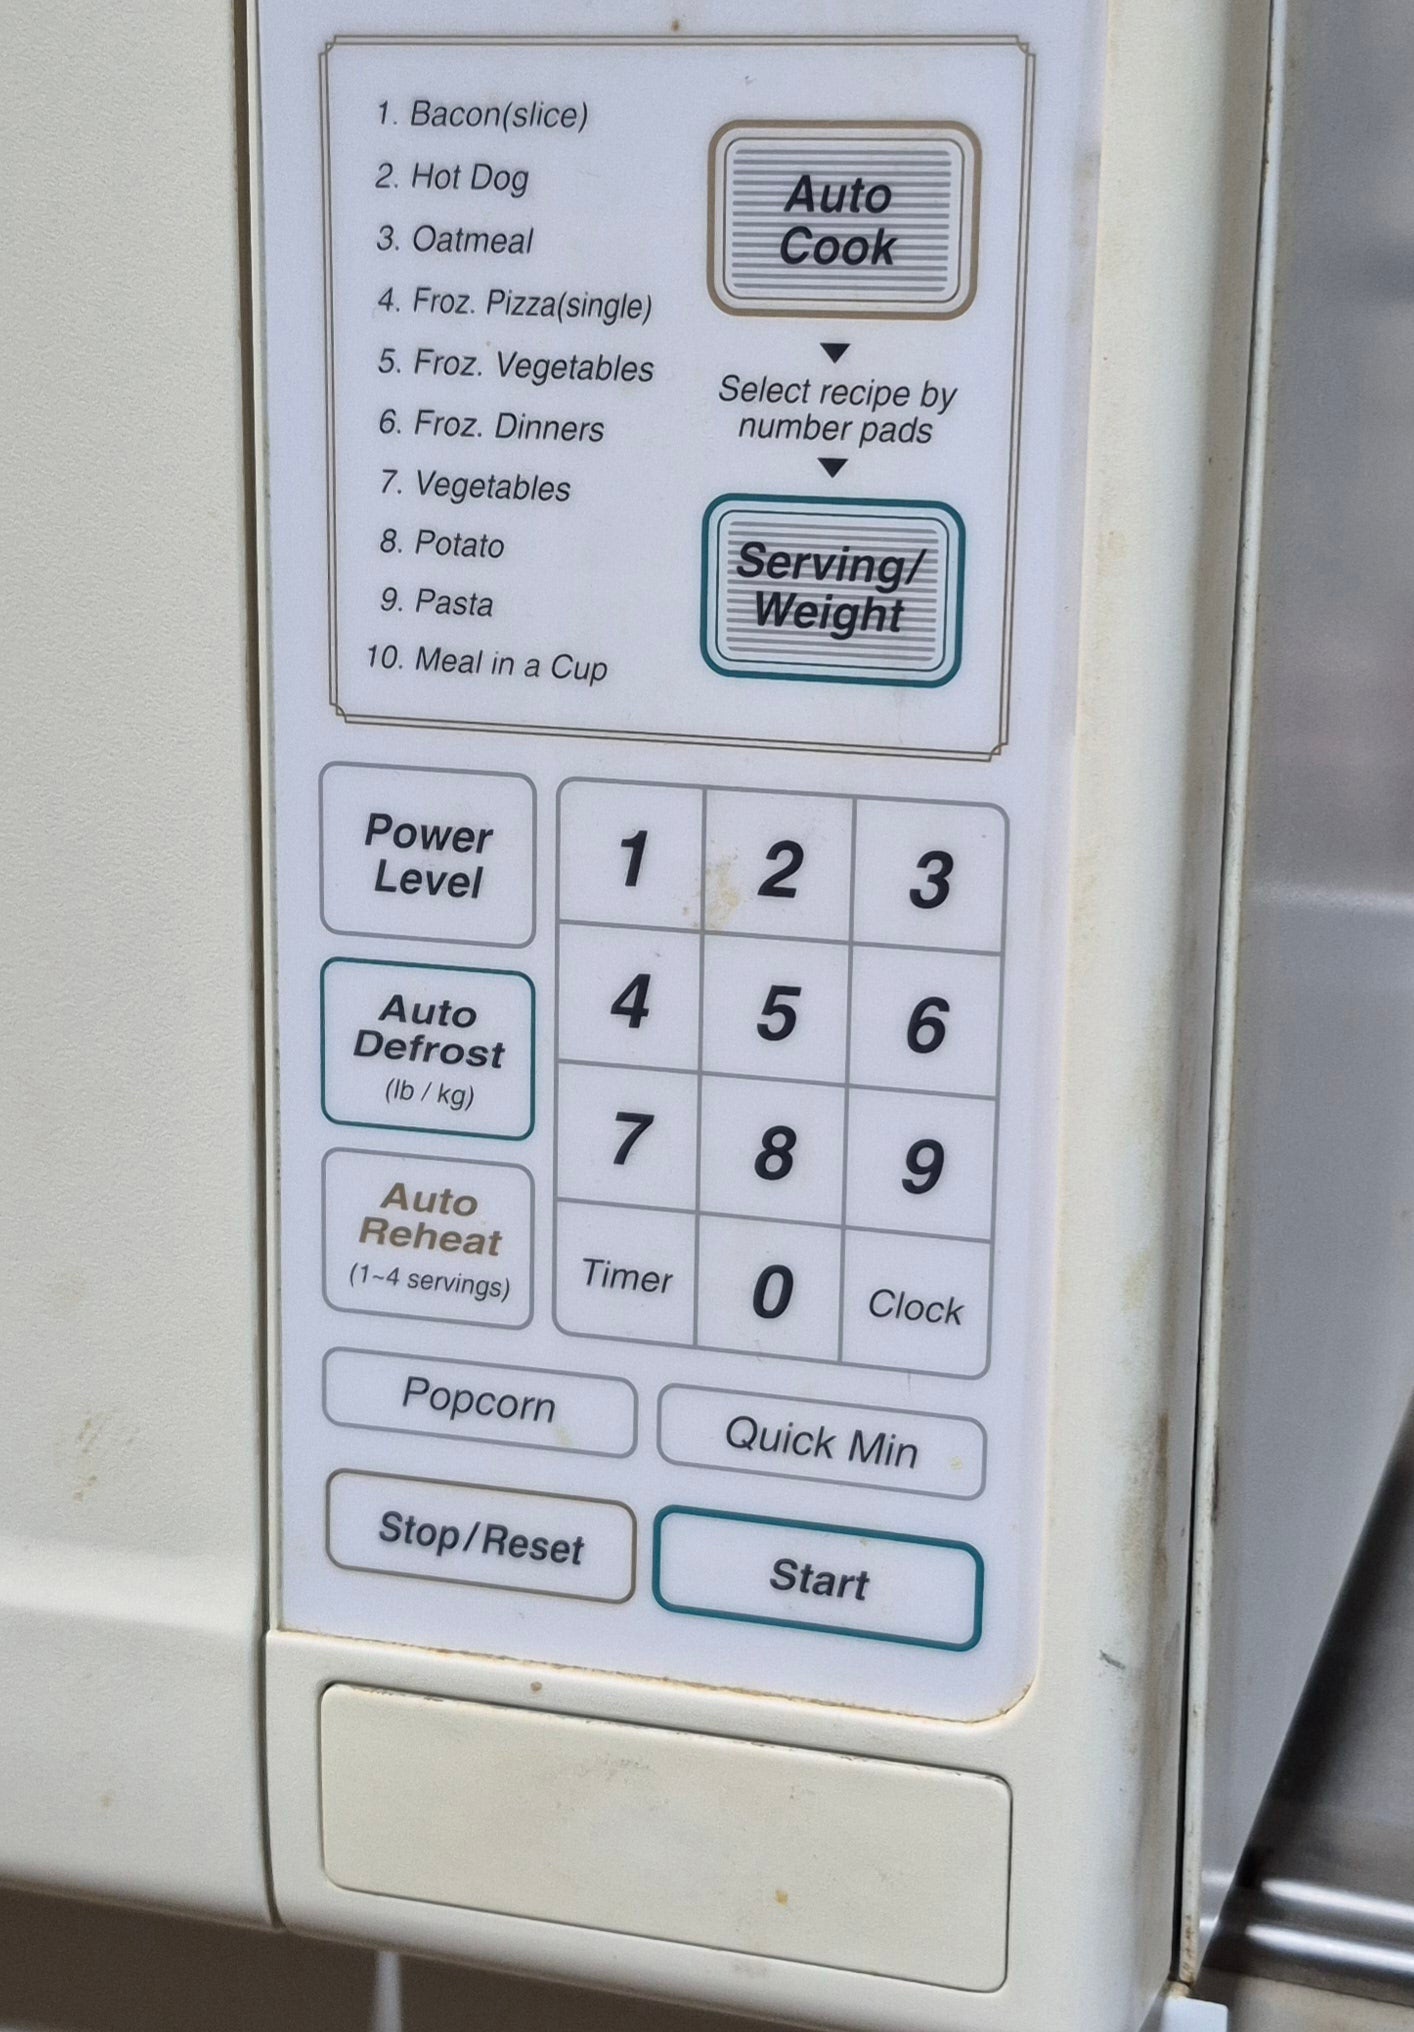 1. Bacon(slice)
2. Hot Dog
3. Oatmeal
4. Froz. Pizza(single)
5. Froz. Vegetables
6. Froz. Dinners
7. Vegetables
8. Potato
9. Pasta
10. Meal in a Cup
Auto
Cook
Select recipe by
number pads
Serving/
Weight
Power
Level
Auto
Defrost
(lb / kg)
Auto
Reheat
(1~4 servings)
1 2 3
4 5 6
7 8 9
Timer 0 Clock
Popcorn
Quick Min
Stop/Reset
Start